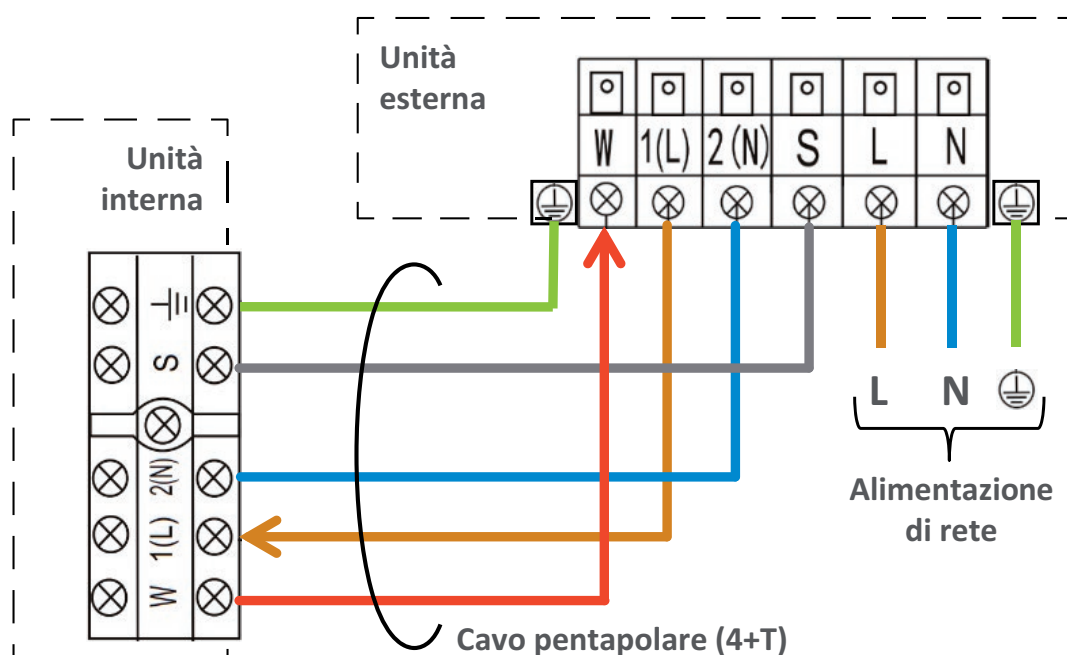 Unità
esterna
W 1(L) 2(N) S L N
Unità
interna
S
2(N)
1(L)
W
L N
Alimentazione
di rete
Cavo pentapolare (4+T)